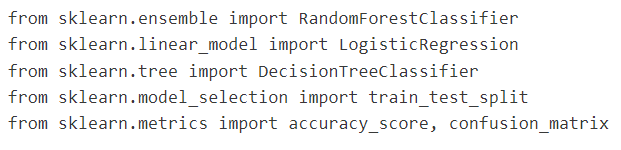 from sklearn.ensemble import RandomForestClassifier
from sklearn.linear_model import LogisticRegression
from sklearn.tree import DecisionTreeClassifier
from sklearn.model_selection import train_test_split
from sklearn.metrics import accuracy_score, confusion_matrix